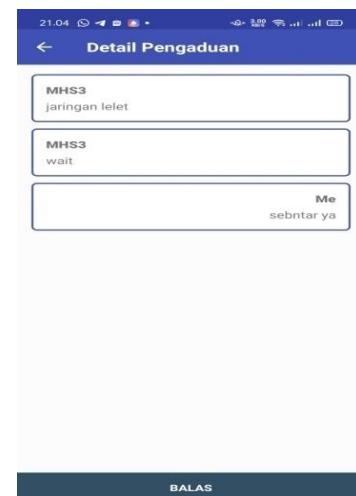 21.04
Detail Pengaduan
MHS3
jaringan lelet
MHS3
wait
Me
sebntar ya
BALAS